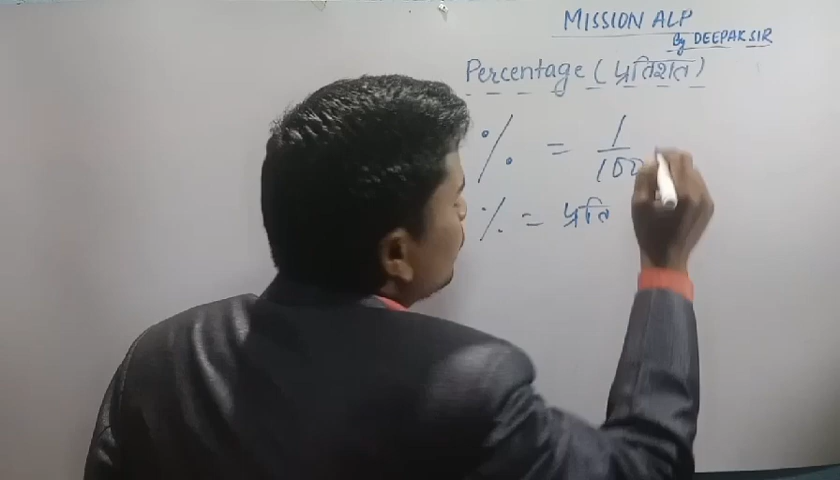 MISSION ALP
By DEEPAK SIR
Percentage (प्रतिशत)
% = 1/100
% = प्रति